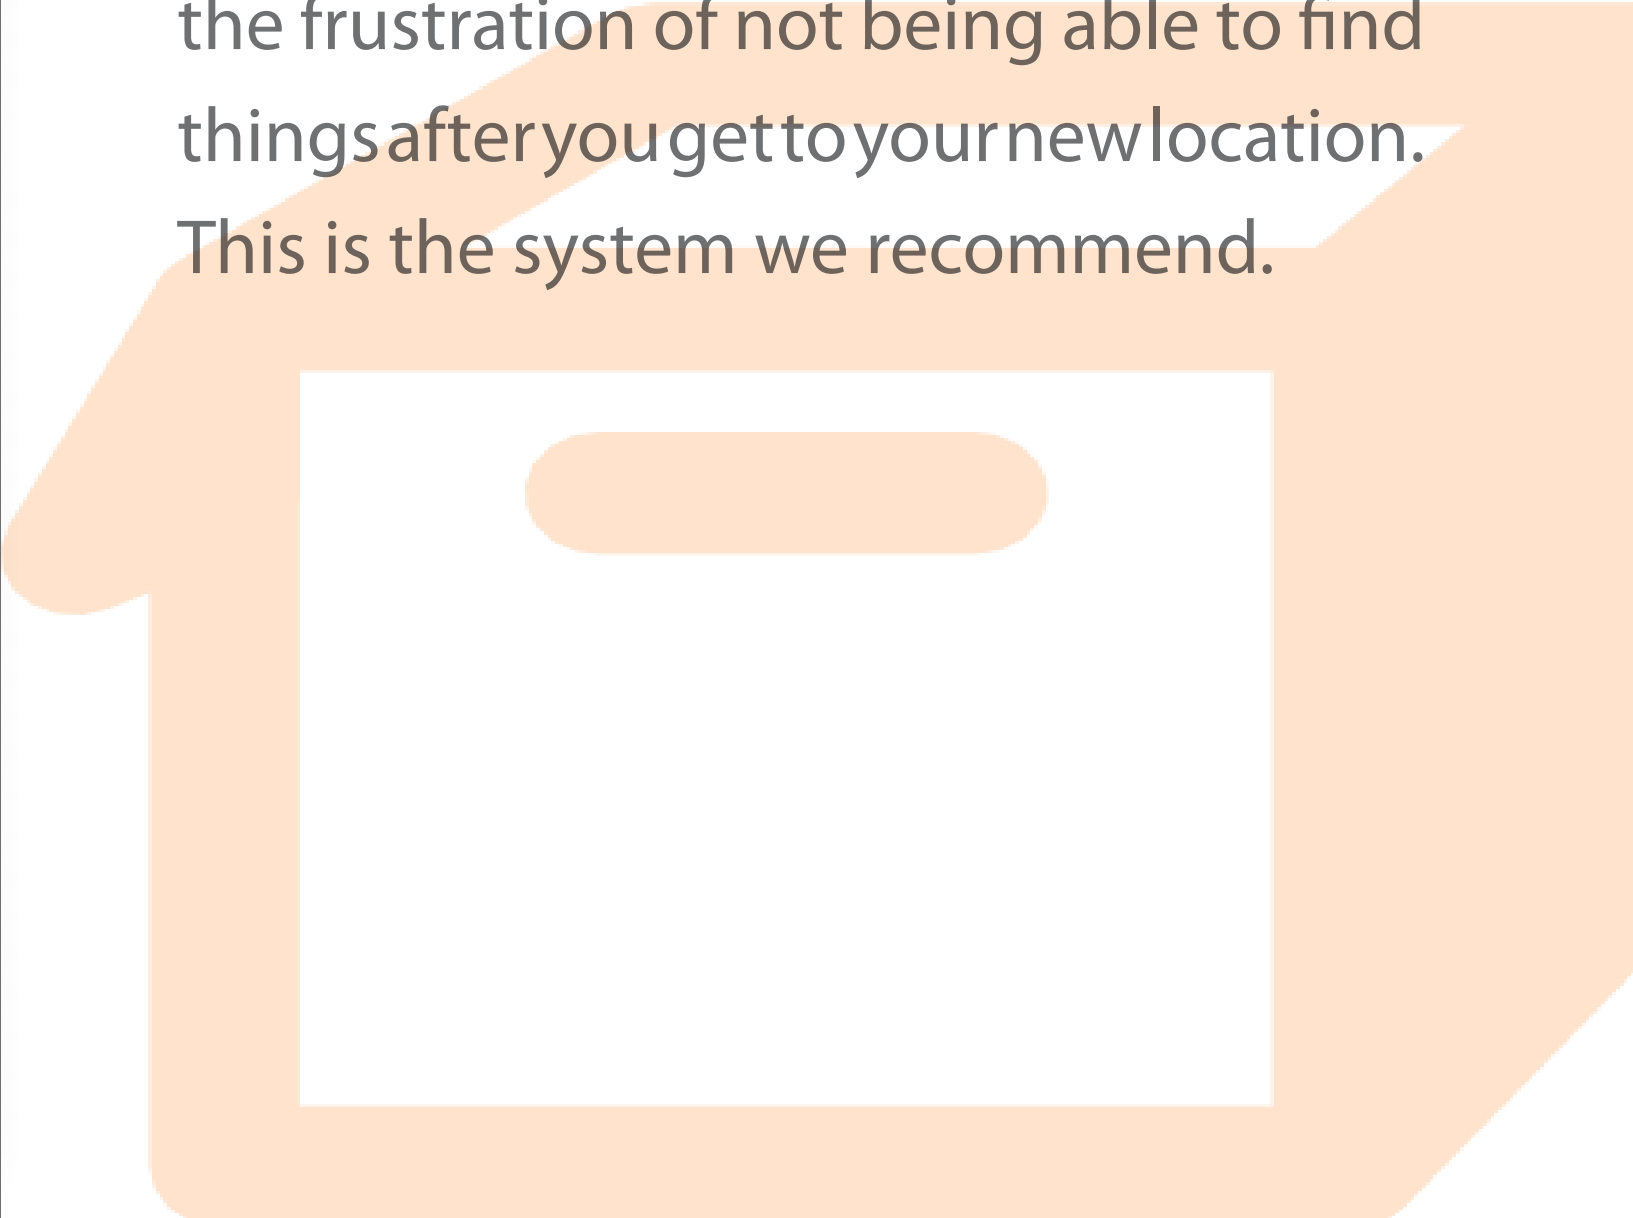 the frustration of not being able to find
things after you get to your new location.
This is the system we recommend.